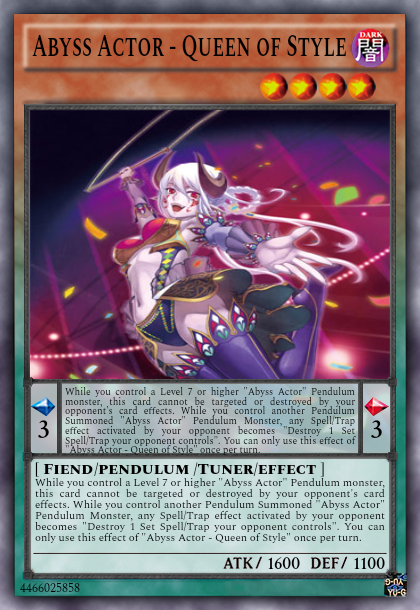 ABYSS ACTOR - QUEEN OF STYLE
DARK
闇
While you control a Level 7 or higher "Abyss Actor" Pendulum
monster, this card cannot be targeted or destroyed by your
opponent's card effects. While you control another Pendulum
Summoned "Abyss Actor" Pendulum Monster, any Spell/Trap
effect activated by your opponent becomes "Destroy 1 Set
Spell/Trap your opponent controls". You can only use this effect of
"Abyss Actor - Queen of Style" once per turn.
3
3
[ FIEND/PENDULUM /TUNER/EFFECT ]
While you control a Level 7 or higher "Abyss Actor" Pendulum monster,
this card cannot be targeted or destroyed by your opponent's card
effects. While you control another Pendulum Summoned "Abyss Actor"
Pendulum Monster, any Spell/Trap effect activated by your opponent
becomes "Destroy 1 Set Spell/Trap your opponent controls". You can
only use this effect of "Abyss Actor - Queen of Style" once per turn.
ATK/ 1600 DEF/ 1100
4466025858
YU-G